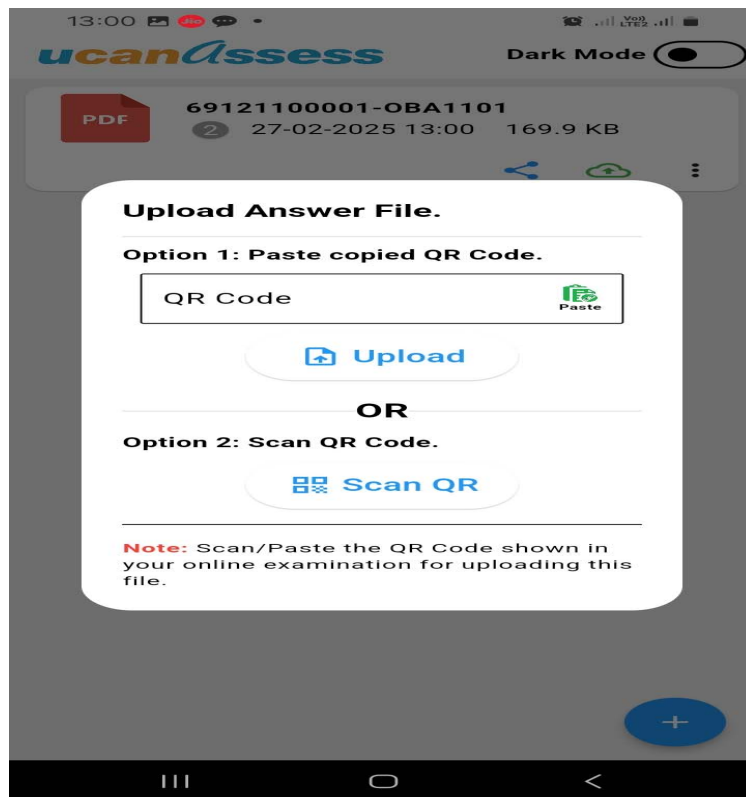 13:00 Jio Vo)) LTE2
ucanAssess Dark Mode
PDF 69121100001-OBA1101
2 27-02-2025 13:00 169.9 KB
Upload Answer File.
Option 1: Paste copied QR Code.
QR Code Paste
Upload
OR
Option 2: Scan QR Code.
Scan QR
Note: Scan/Paste the QR Code shown in
your online examination for uploading this
file.